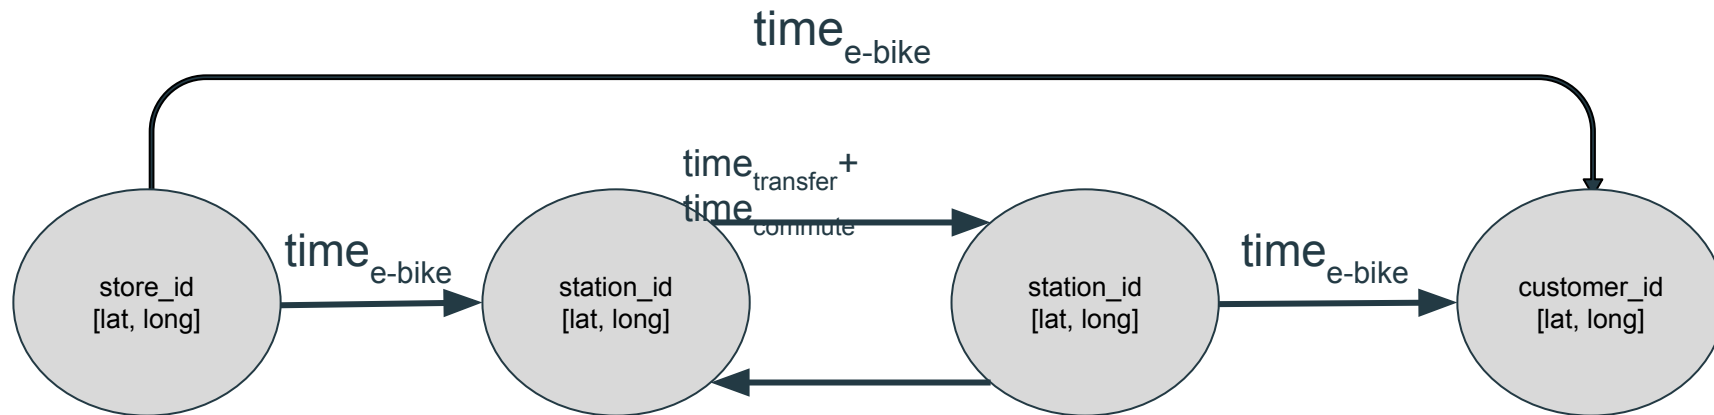 time e-bike
time transfer+
time commute
time e-bike
time e-bike
store_id
[lat, long]
station_id
[lat, long]
station_id
[lat, long]
customer_id
[lat, long]